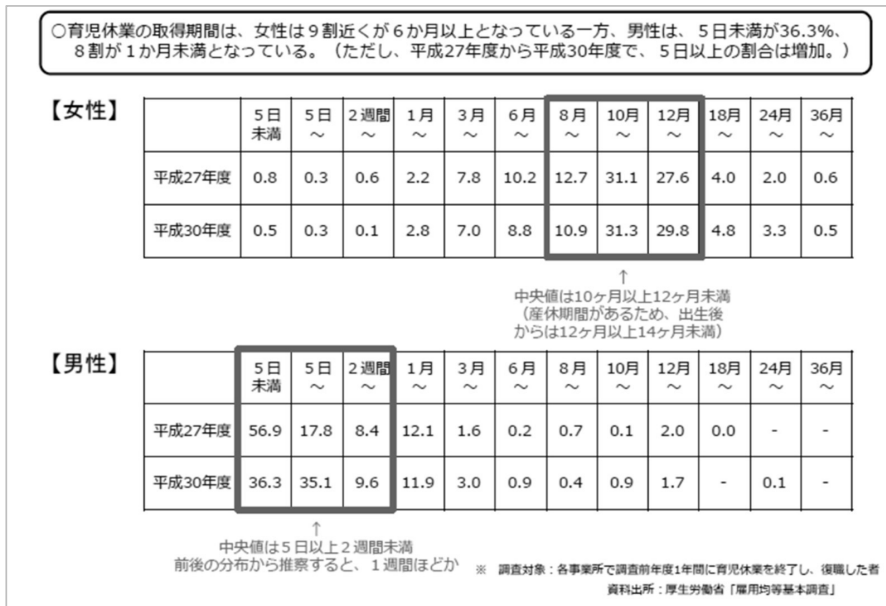 ○育児休業の取得期間は、女性は９割近くが６か月以上となっている一方、男性は、５日未満が36.3%、
８割が１か月未満となっている。（ただし、平成27年度から平成30年度で、５日以上の割合は増加。）
【女性】
５日未満 ５日～ ２週間～ １月～ ３月～ ６月～ ８月～ 10月～ 12月～ 18月～ 24月～ 36月～
平成27年度 0.8 0.3 0.6 2.2 7.8 10.2 12.7 31.1 27.6 4.0 2.0 0.6
平成30年度 0.5 0.3 0.1 2.8 7.0 8.8 10.9 31.3 29.8 4.8 3.3 0.5
↑
中央値は10ヶ月以上12ヶ月未満
（産休期間があるため、出生後
からは12ヶ月以上14ヶ月未満）
【男性】
５日未満 ５日～ ２週間～ １月～ ３月～ ６月～ ８月～ 10月～ 12月～ 18月～ 24月～ 36月～
平成27年度 56.9 17.8 8.4 12.1 1.6 0.2 0.7 0.1 2.0 0.0 - -
平成30年度 36.3 35.1 9.6 11.9 3.0 0.9 0.4 0.9 1.7 - 0.1 -
↑
中央値は５日以上２週間未満
前後の分布から推察すると、１週間ほどか
※ 調査対象：各事業所で調査前年度1年間に育児休業を終了し、復職した者
資料出所：厚生労働省「雇用均等基本調査」